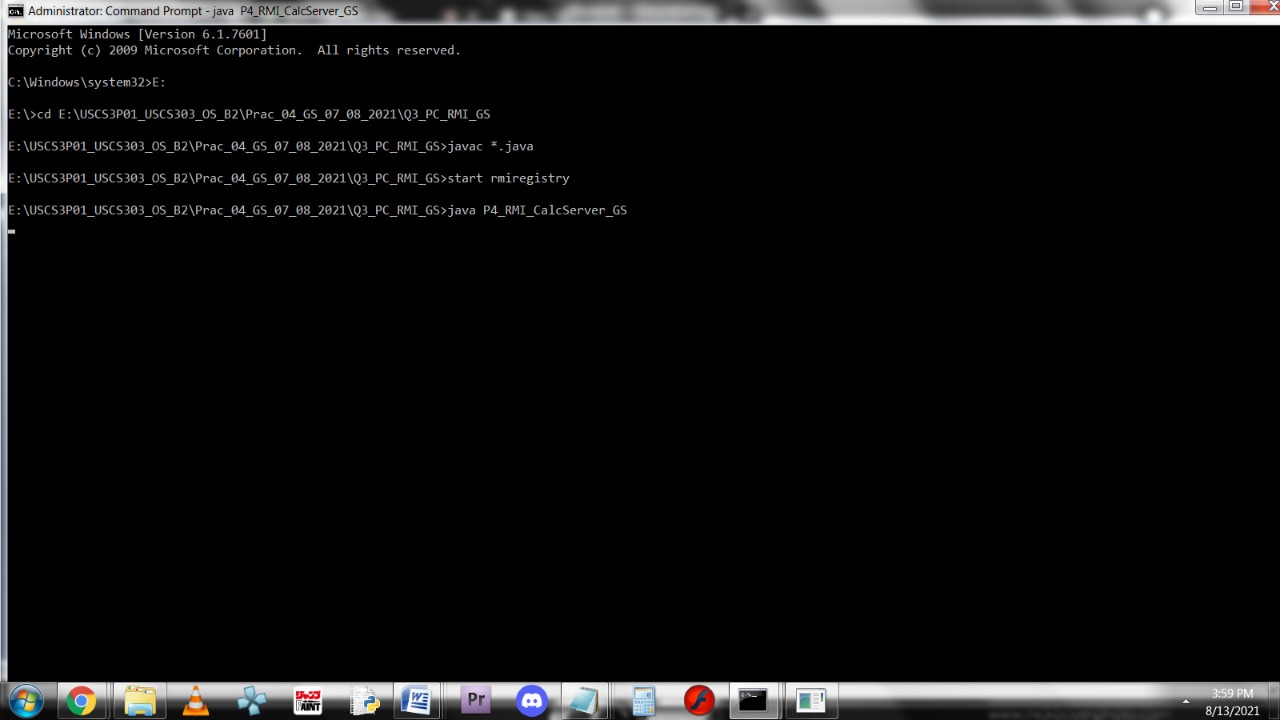 Administrator: Command Prompt - java  P4_RMI_CalcServer_GS
Microsoft Windows [Version 6.1.7601]
Copyright (c) 2009 Microsoft Corporation.  All rights reserved.
C:\Windows\system32>E:
E:\>cd E:\USCS3P01_USCS303_OS_B2\Prac_04_GS_07_08_2021\Q3_PC_RMI_GS
E:\USCS3P01_USCS303_OS_B2\Prac_04_GS_07_08_2021\Q3_PC_RMI_GS>javac *.java
E:\USCS3P01_USCS303_OS_B2\Prac_04_GS_07_08_2021\Q3_PC_RMI_GS>start rmiregistry
E:\USCS3P01_USCS303_OS_B2\Prac_04_GS_07_08_2021\Q3_PC_RMI_GS>java P4_RMI_CalcServer_GS
Pr
3:59 PM
8/13/2021